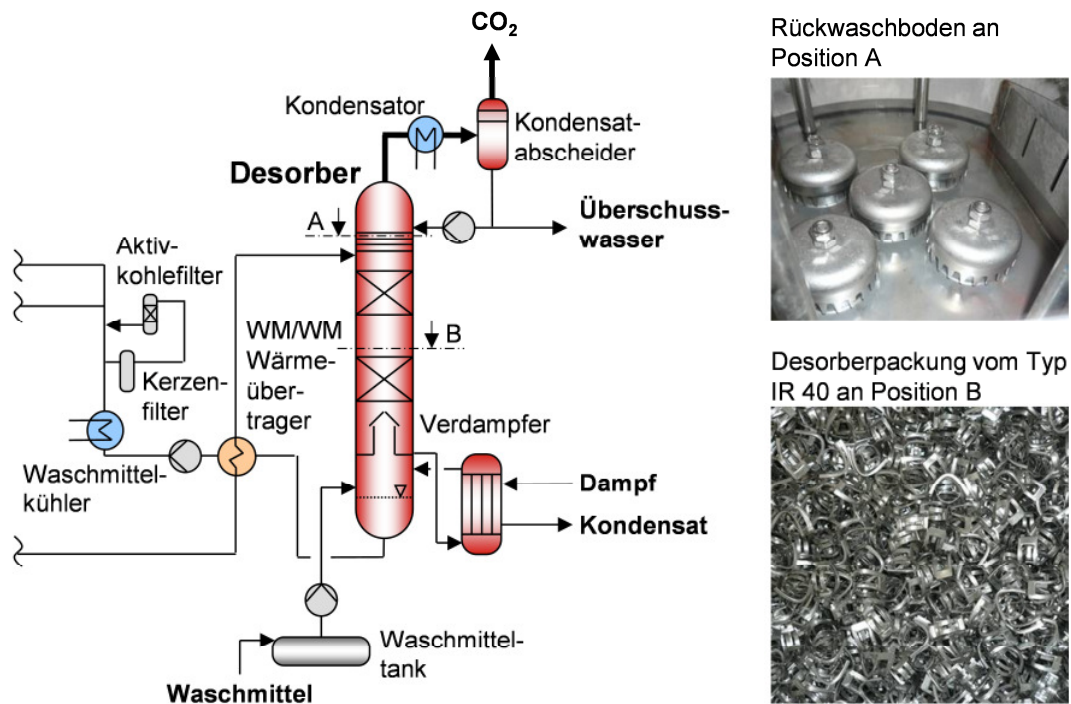 CO₂
Kondensator
Kondensat-
abscheider
Desorber
A
Überschuss-
wasser
Aktiv-
kohlefilter
WM/WM
Wärme-
über-
trager
B
Kerzen-
filter
Verdampfer
Waschmittel-
kühler
Dampf
Kondensat
Waschmittel-
tank
Waschmittel
Rückwaschboden an
Position A
Desorberpackung vom Typ
IR 40 an Position B